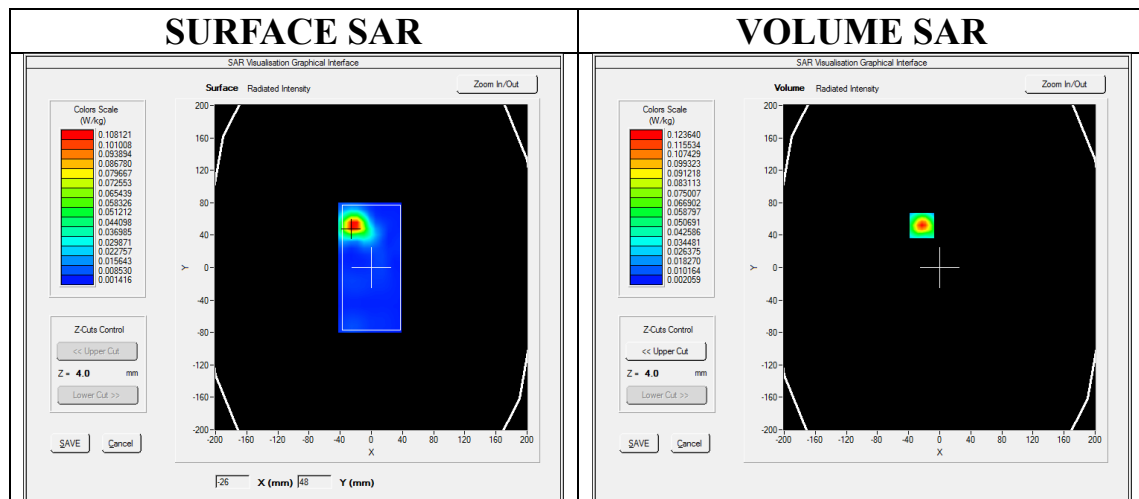 SURFACE SAR
VOLUME SAR
SAR Visualisation Graphical Interface
Surface Radiated Intensity
Zoom In/Out
Colors Scale
(W/kg)
0.108121
0.101008
0.093894
0.086780
0.079667
0.072553
0.065439
0.058326
0.051212
0.044098
0.036985
0.029871
0.022757
0.015643
0.008530
0.001416
200
160
120
80
40
0
-40
-80
-120
-160
-200
Y
-200 -160 -120 -80 -40 0 40 80 120 160 200
X
Z-Cuts Control
<< Upper Cut
Z = 4.0 mm
Lower Cut >>
SAVE Cancel
-26 X (mm) 48 Y (mm)
SAR Visualisation Graphical Interface
Volume Radiated Intensity
Zoom In/Out
Colors Scale
(W/kg)
0.123640
0.115534
0.107429
0.099323
0.091218
0.083113
0.075007
0.066902
0.058797
0.050691
0.042586
0.034481
0.026375
0.018270
0.010164
0.002059
200
160
120
80
40
0
-40
-80
-120
-160
-200
Y
-200 -160 -120 -80 -40 0 40 80 120 160 200
X
Z-Cuts Control
<< Upper Cut
Z = 4.0 mm
Lower Cut >>
SAVE Cancel